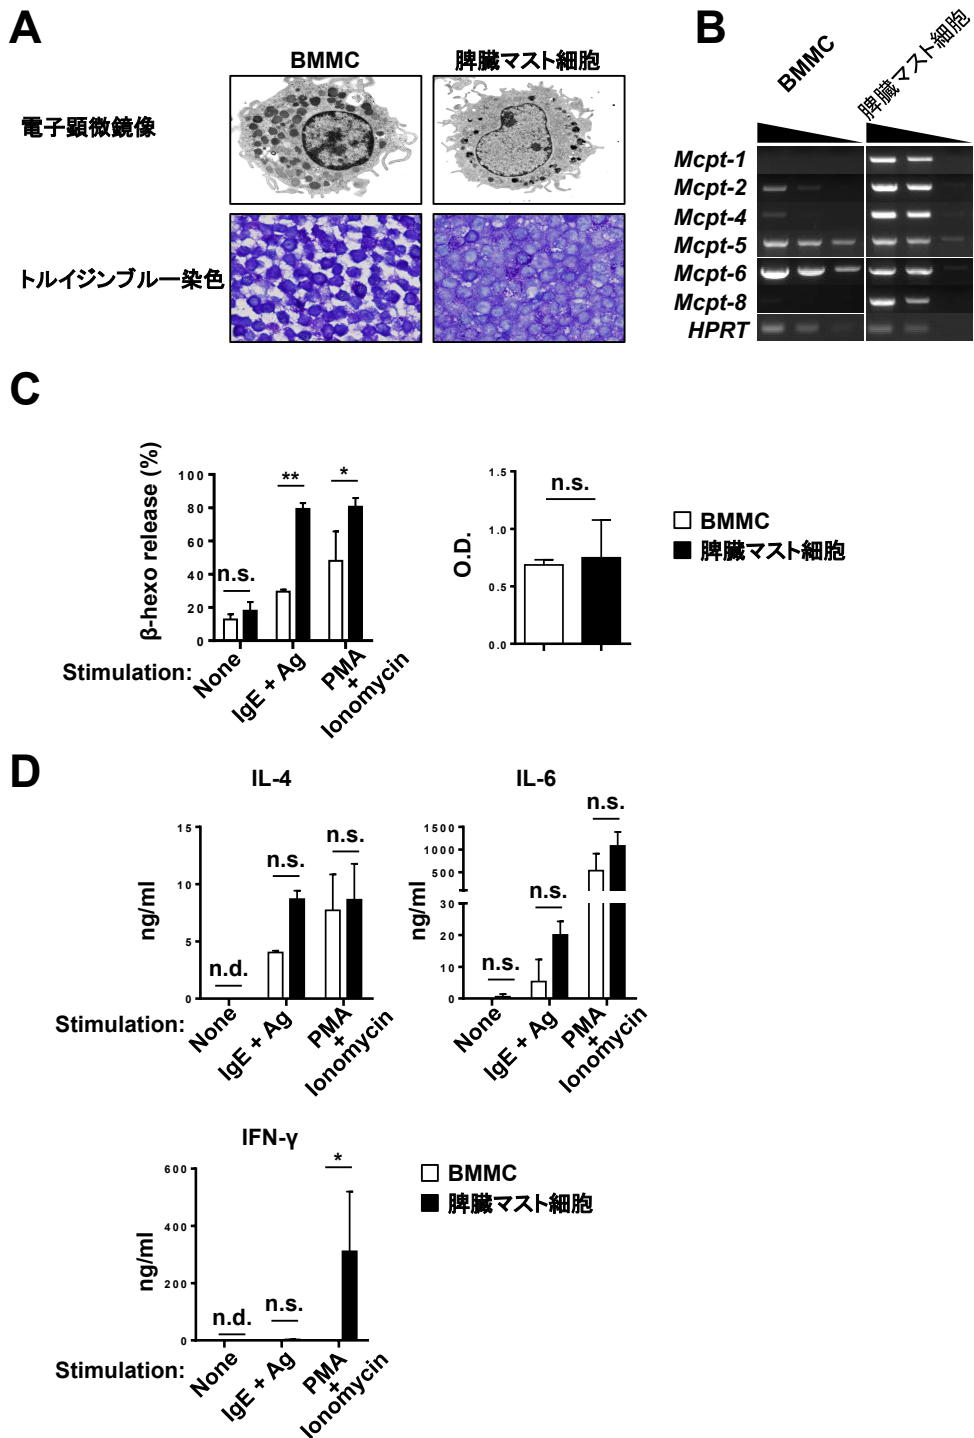 A
BMMC
脾臓マスト細胞
電子顕微鏡像
トルイジンブルー染色
B
BMMC
脾臓マスト細胞
Mcpt-1
Mcpt-2
Mcpt-4
Mcpt-5
Mcpt-6
Mcpt-8
HPRT
C
β-hexo release (%)
100
80
60
40
20
0
n.s.
**
*
Stimulation:
None
IgE + Ag
PMA
+
Ionomycin
O.D.
1.5
1.0
0.5
0.0
n.s.
BMMC
脾臓マスト細胞
D
IL-4
ng/ml
15
10
5
0
n.d.
n.s.
n.s.
Stimulation:
None
IgE + Ag
PMA
+
Ionomycin
IL-6
ng/ml
1500
1000
500
30
20
10
0
n.s.
n.s.
n.s.
None
IgE + Ag
PMA
+
Ionomycin
IFN-γ
ng/ml
600
400
200
0
n.d.
n.s.
*
Stimulation:
None
IgE + Ag
PMA
+
Ionomycin
BMMC
脾臓マスト細胞